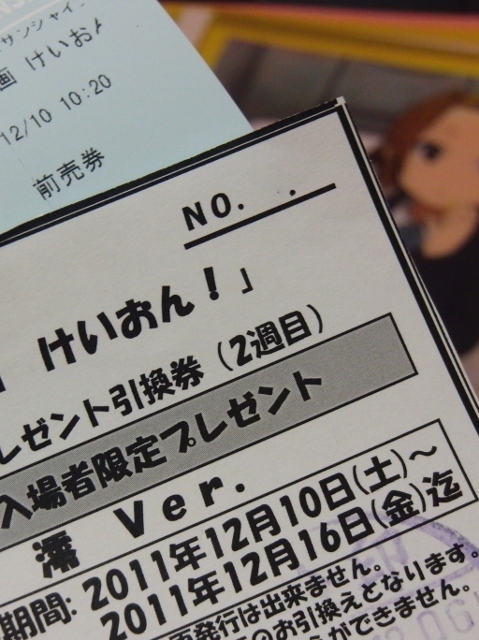 サンシャイ
画 けいおん
12/10 10:20
前売券
NO. .
けいおん！」
レゼント引換券（2週目）
入場者限定プレゼント
澪 Ver.
期間: 2011年12月10日(土)～
2011年12月16日(金)迄
再発行は出来ません。
のお引換えとなります。
ができません。